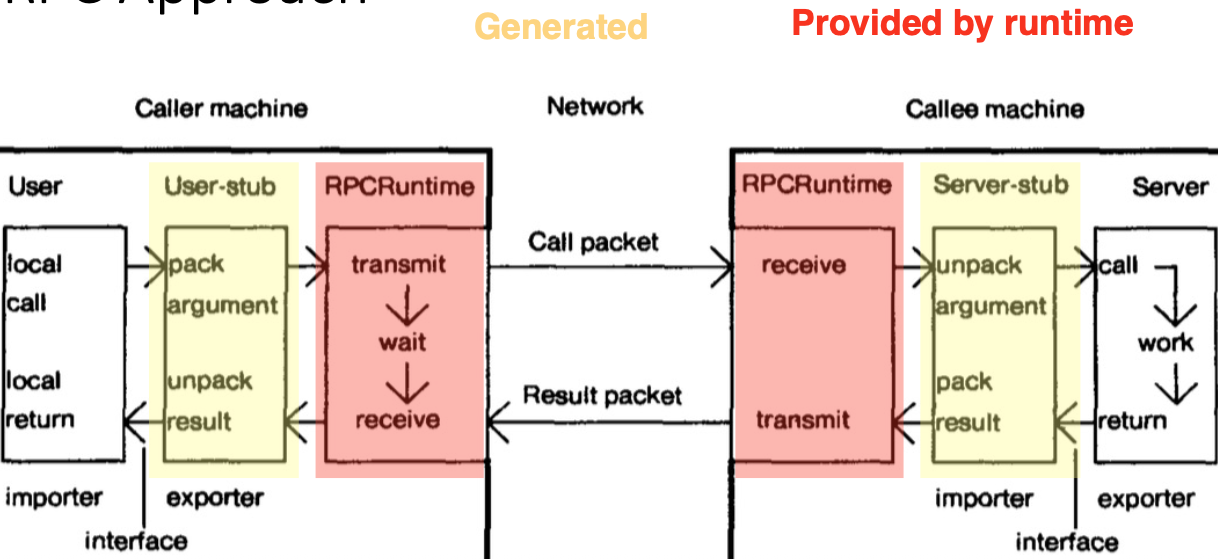 RPC Approach
Generated
Provided by runtime
Caller machine
Network
Callee machine
User
User-stub
RPCRuntime
RPCRuntime
Server-stub
Server
local
call
pack
argument
transmit
wait
Call packet
receive
unpack
argument
call
work
local
return
unpack
result
receive
Result packet
transmit
pack
result
return
importer
exporter
interface
importer
exporter
interface